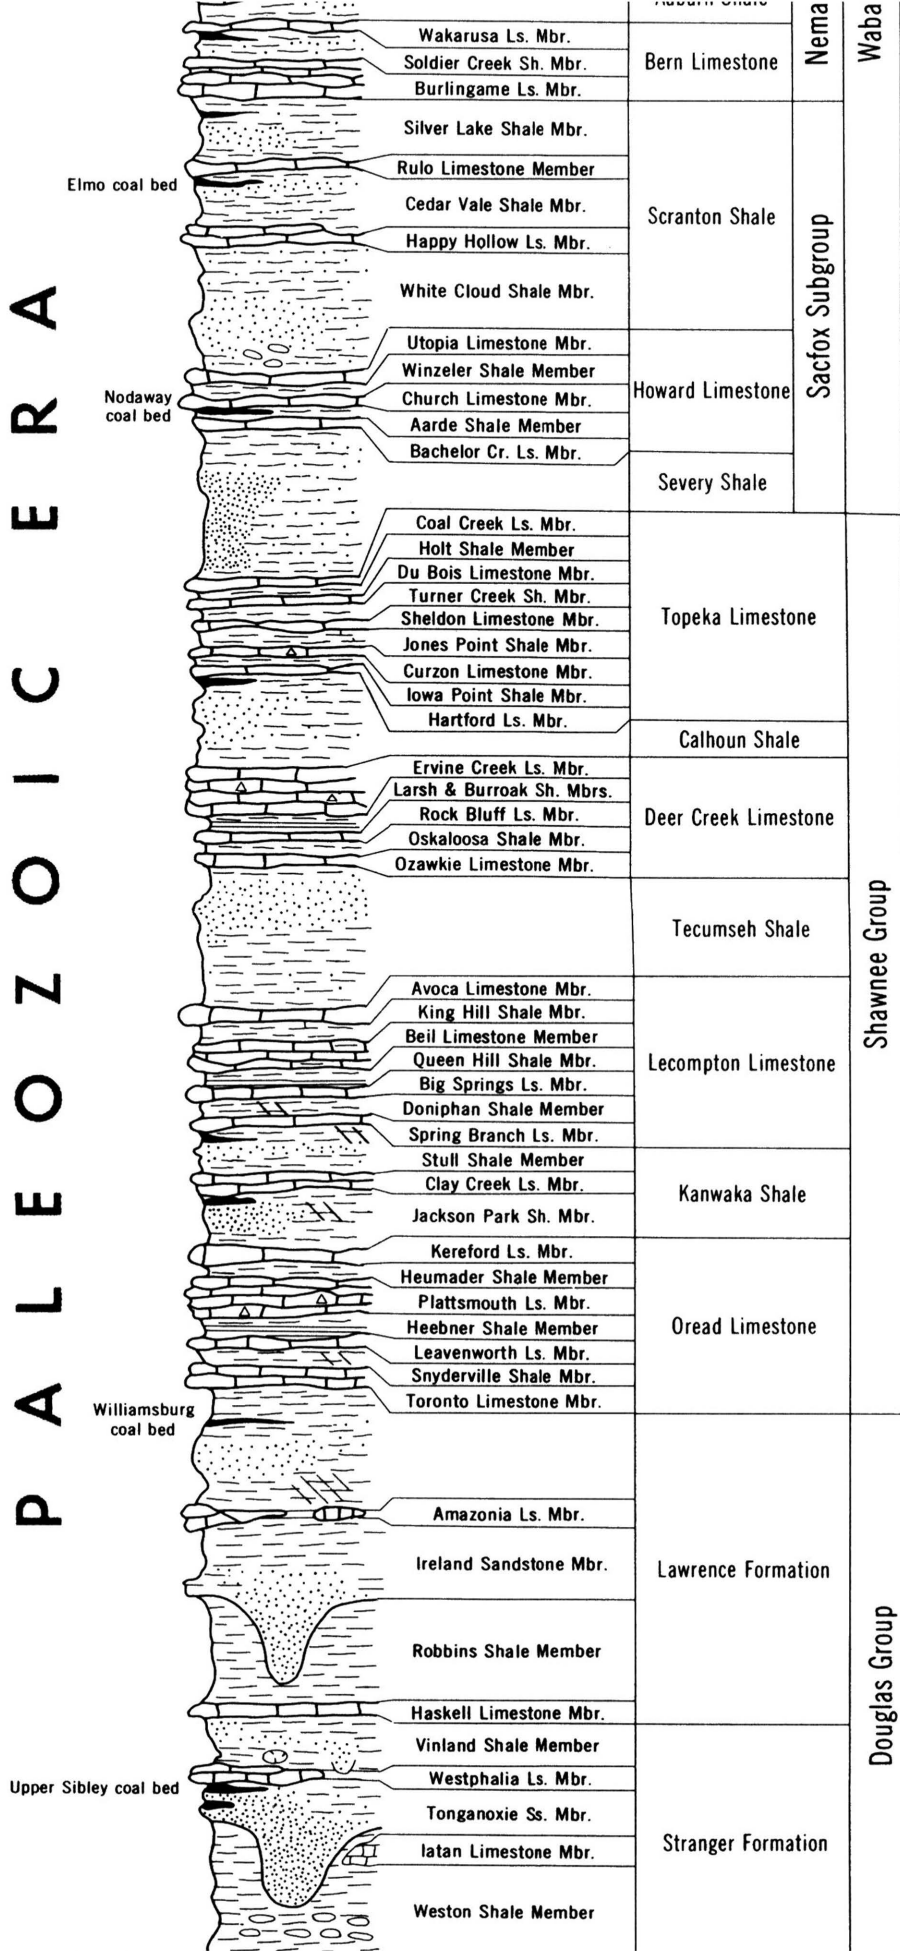 Wakarusa Ls. Mbr.
Soldier Creek Sh. Mbr.
Burlingame Ls. Mbr.
Bern Limestone
Silver Lake Shale Mbr.
Rulo Limestone Member
Elmo coal bed
Cedar Vale Shale Mbr.
Happy Hollow Ls. Mbr.
White Cloud Shale Mbr.
Scranton Shale
Utopia Limestone Mbr.
Winzeler Shale Member
Church Limestone Mbr.
Nodaway
coal bed
Aarde Shale Member
Bachelor Cr. Ls. Mbr.
Howard Limestone
Severy Shale
Nema
Sacfox Subgroup
Waba
Coal Creek Ls. Mbr.
Holt Shale Member
Du Bois Limestone Mbr.
Turner Creek Sh. Mbr.
Sheldon Limestone Mbr.
Jones Point Shale Mbr.
Curzon Limestone Mbr.
Iowa Point Shale Mbr.
Hartford Ls. Mbr.
Topeka Limestone
Calhoun Shale
Ervine Creek Ls. Mbr.
Larsh & Burroak Sh. Mbrs.
Rock Bluff Ls. Mbr.
Oskaloosa Shale Mbr.
Ozawkie Limestone Mbr.
Deer Creek Limestone
Tecumseh Shale
Avoca Limestone Mbr.
King Hill Shale Mbr.
Beil Limestone Member
Queen Hill Shale Mbr.
Big Springs Ls. Mbr.
Doniphan Shale Member
Spring Branch Ls. Mbr.
Lecompton Limestone
Stull Shale Member
Clay Creek Ls. Mbr.
Jackson Park Sh. Mbr.
Kanwaka Shale
Kereford Ls. Mbr.
Heumader Shale Member
Plattsmouth Ls. Mbr.
Heebner Shale Member
Leavenworth Ls. Mbr.
Snyderville Shale Mbr.
Toronto Limestone Mbr.
Oread Limestone
Shawnee Group
Williamsburg
coal bed
Amazonia Ls. Mbr.
Ireland Sandstone Mbr.
Robbins Shale Member
Haskell Limestone Mbr.
Lawrence Formation
Vinland Shale Member
Westphalia Ls. Mbr.
Upper Sibley coal bed
Tonganoxie Ss. Mbr.
Iatan Limestone Mbr.
Weston Shale Member
Stranger Formation
Douglas Group
PALEOZOIC ERA